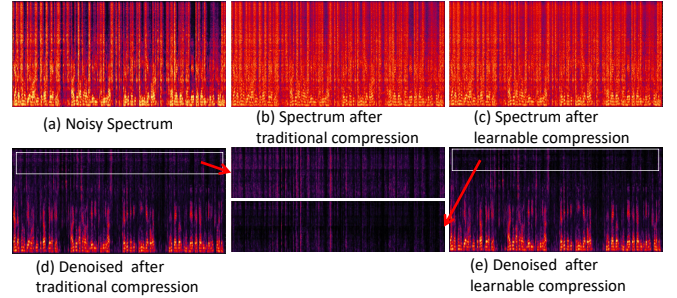 (a) Noisy Spectrum
(b) Spectrum after
traditional compression
(c) Spectrum after
learnable compression
(d) Denoised after
traditional compression
(e) Denoised after
learnable compression